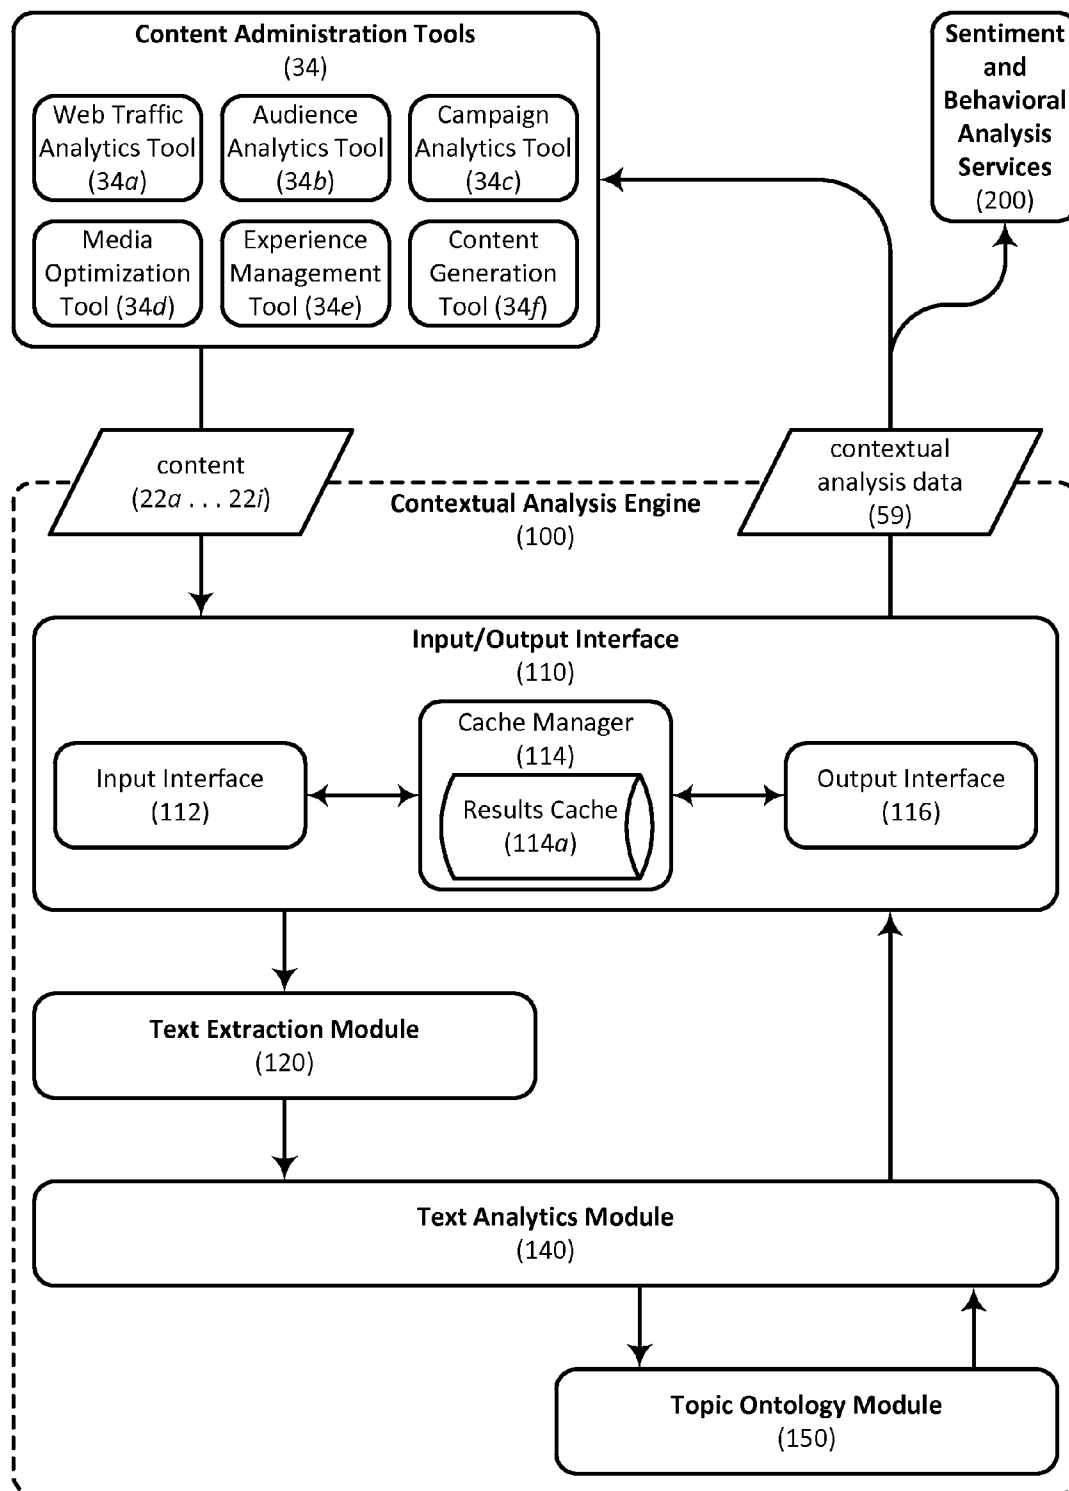 Content Administration Tools
(34)
Web Traffic
Analytics Tool
(34a)
Audience
Analytics Tool
(34b)
Campaign
Analytics Tool
(34c)
Media
Optimization
Tool (34d)
Experience
Management
Tool (34e)
Content
Generation
Tool (34f)
Sentiment
and
Behavioral
Analysis
Services
(200)
content
(22a . . . 22i)
contextual
analysis data
(59)
Contextual Analysis Engine
(100)
Input/Output Interface
(110)
Input Interface
(112)
Cache Manager
(114)
Results Cache
(114a)
Output Interface
(116)
Text Extraction Module
(120)
Text Analytics Module
(140)
Topic Ontology Module
(150)